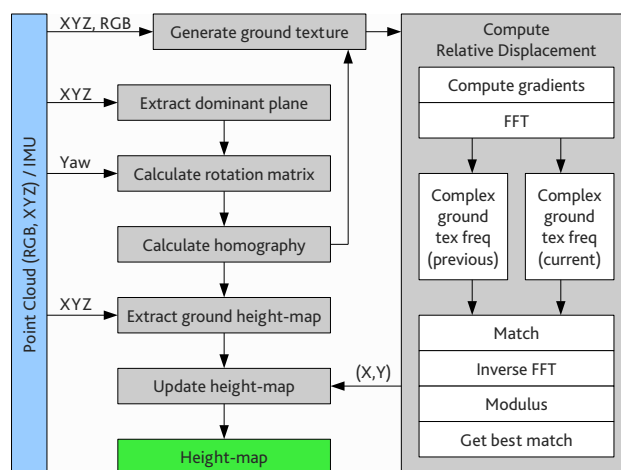 Point Cloud (RGB, XYZ) / IMU
XYZ, RGB
Generate ground texture
XYZ
Extract dominant plane
Yaw
Calculate rotation matrix
Calculate homography
XYZ
Extract ground height-map
Update height-map
(X,Y)
Height-map
Compute
Relative Displacement
Compute gradients
FFT
Complex
ground
tex freq
(previous)
Complex
ground
tex freq
(current)
Match
Inverse FFT
Modulus
Get best match